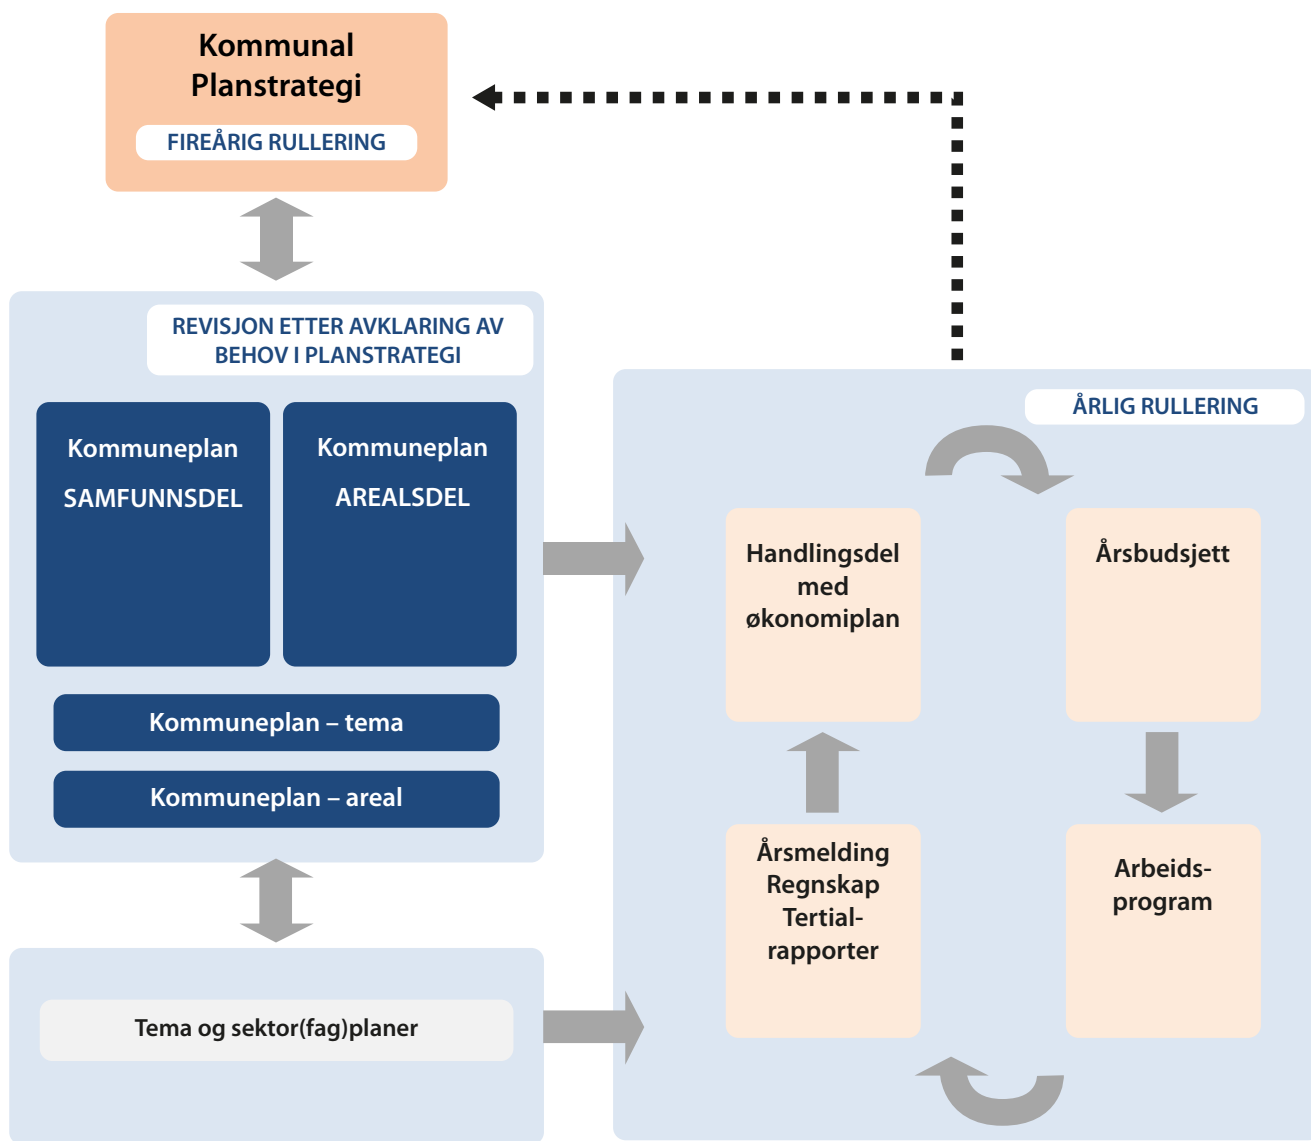 Kommunal
Planstrategi
FIREÅRIG RULLERING
REVISJON ETTER AVKLARING AV
BEHOV I PLANSTRATEGI
Kommuneplan
SAMFUNNSDEL
Kommuneplan
AREALSDEL
Kommuneplan – tema
Kommuneplan – areal
Tema og sektor(fag)planer
ÅRLIG RULLERING
Handlingsdel
med
økonomiplan
Årsbudsjett
Årsmelding
Regnskap
Tertial-
rapporter
Arbeids-
program